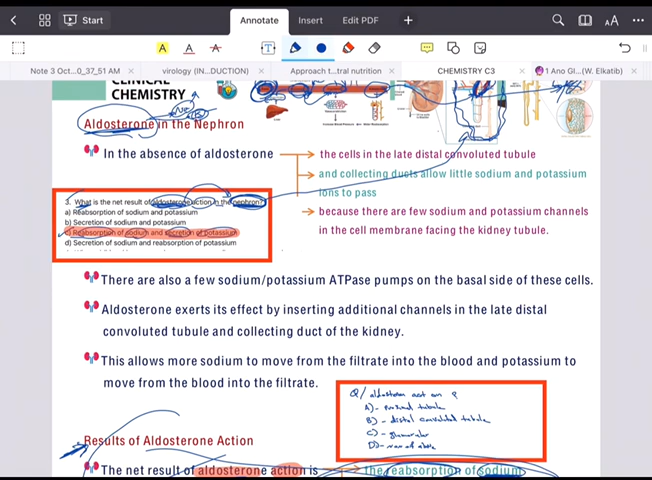 Start
Annotate
Insert
Edit PDF
Note 3 Oct...0_37_51 AM
virology (IN...DUCTION)
Approach t...tral nutrition
CHEMISTRY C3
1 Ano Gl...(W. Elkatib)
CLINICAL
CHEMISTRY
Aldosterone in the Nephron
In the absence of aldosterone
the cells in the late distal convoluted tubule
and collecting ducts allow little sodium and potassium
ions to pass
because there are few sodium and potassium channels
in the cell membrane facing the kidney tubule.
3. What is the net result of aldosterone action in the nephron?
a) Reabsorption of sodium and potassium
b) Secretion of sodium and potassium
c) Reabsorption of sodium and secretion of potassium
d) Secretion of sodium and reabsorption of potassium
There are also a few sodium/potassium ATPase pumps on the basal side of these cells.
Aldosterone exerts its effect by inserting additional channels in the late distal
convoluted tubule and collecting duct of the kidney.
This allows more sodium to move from the filtrate into the blood and potassium to
move from the blood into the filtrate.
Q/ aldosteron act on ?
A)- proximal tubule
B)- distal convoluted tubule
C)- glomerular
D)- non of above
Results of Aldosterone Action
The net result of aldosterone action is
the reabsorption of sodium